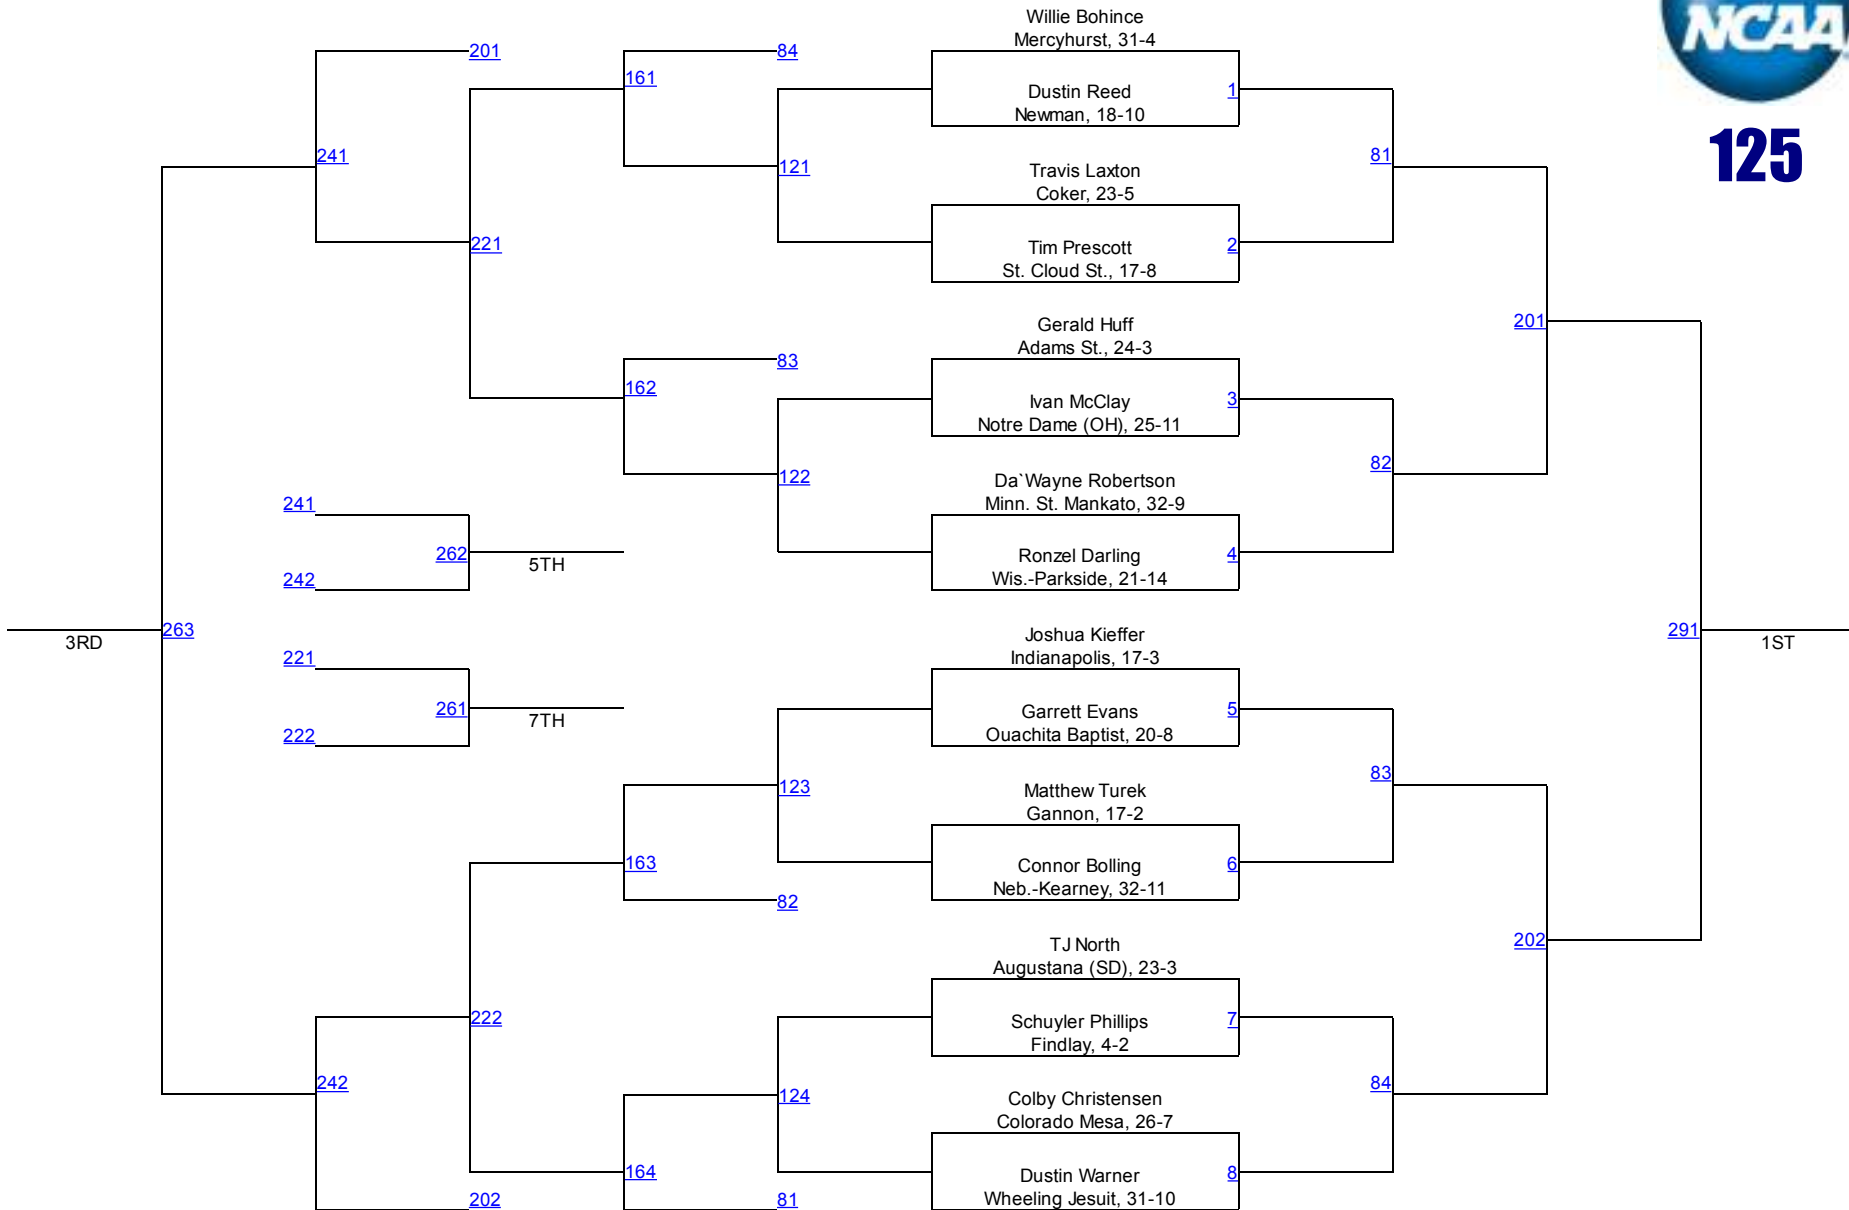 NCAA
125
Willie Bohince
Mercyhurst, 31-4
201
84
161
Dustin Reed
1
Newman, 18-10
241
121
81
Travis Laxton
Coker, 23-5
221
Tim Prescott
2
St. Cloud St., 17-8
Gerald Huff
201
Adams St., 24-3
83
162
Ivan McClay
3
Notre Dame (OH), 25-11
122
82
Da`Wayne Robertson
Minn. St. Mankato, 32-9
241
262
5TH
Ronzel Darling
4
242
Wis.-Parkside, 21-14
3RD
263
Joshua Kieffer
291
1ST
221
Indianapolis, 17-3
261
7TH
Garrett Evans
5
222
Ouachita Baptist, 20-8
123
83
Matthew Turek
Gannon, 17-2
163
Connor Bolling
6
Neb.-Kearney, 32-11
82
TJ North
202
Augustana (SD), 23-3
222
Schuyler Phillips
7
Findlay, 4-2
242
124
84
Colby Christensen
Colorado Mesa, 26-7
164
Dustin Warner
8
Wheeling Jesuit, 31-10
202
81